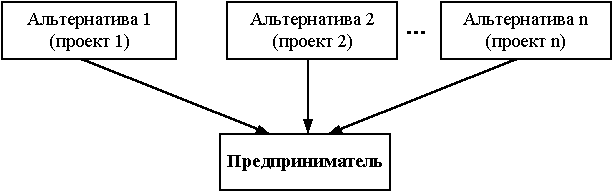 Альтернатива 1
(проект 1)
Альтернатива 2
(проект 2)
...
Альтернатива n
(проект n)
Предприниматель